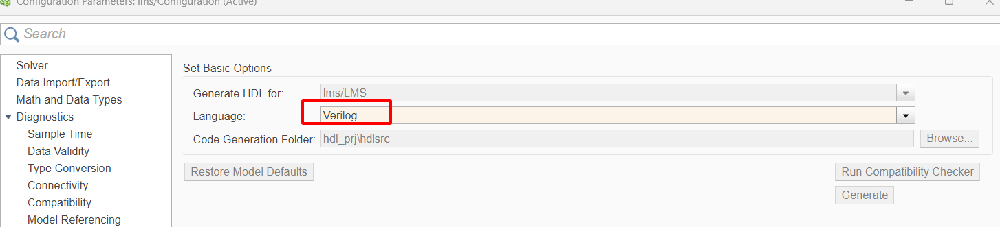 Configuration Parameters: lms/Configuration (Active)
Search
Solver
Data Import/Export
Math and Data Types
Diagnostics
Sample Time
Data Validity
Type Conversion
Connectivity
Compatibility
Model Referencing
Set Basic Options
Generate HDL for: lms/LMS
Language: Verilog
Code Generation Folder: hdl_prj\hdlsrc Browse...
Restore Model Defaults Run Compatibility Checker
Generate